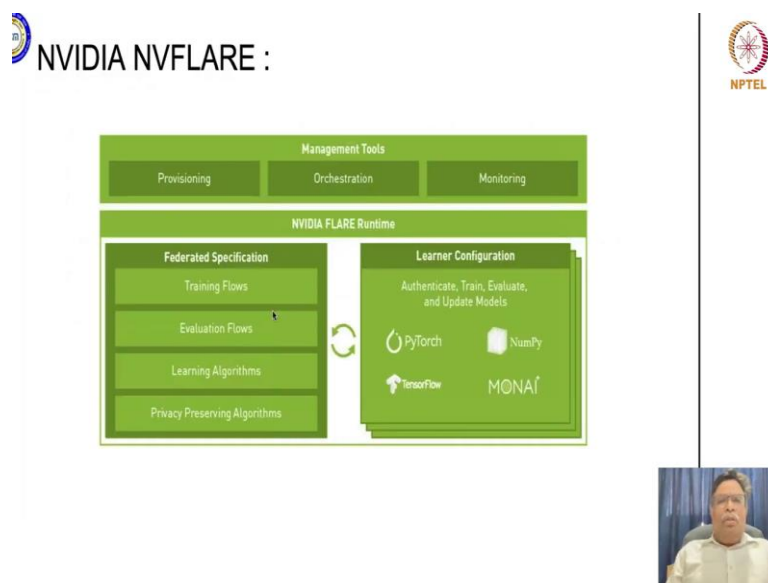 NVIDIA NVFLARE :
NPTEL
Management Tools
Provisioning
Orchestration
Monitoring
NVIDIA FLARE Runtime
Federated Specification
Training Flows
Evaluation Flows
Learning Algorithms
Privacy Preserving Algorithms
Learner Configuration
Authenticate, Train, Evaluate,
and Update Models
PyTorch
NumPy
TensorFlow
MONAI